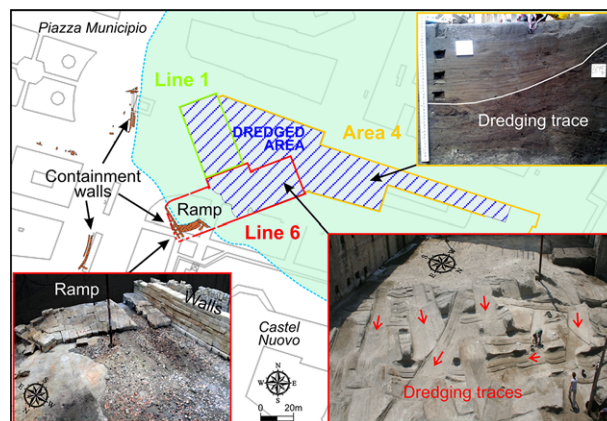 Piazza Municipio
Line 1
DREDGED
AREA
Area 4
Dredging trace
Containment
walls
Ramp
Line 6
Ramp
Walls
Castel
Nuovo
N
W E
S
0 20m
Dredging traces